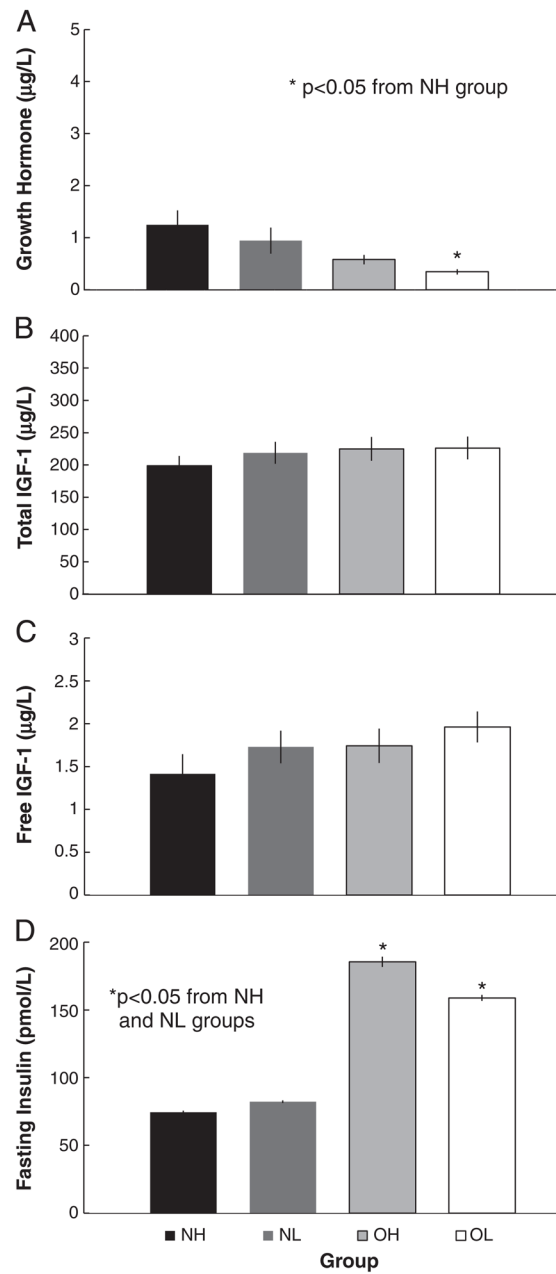 A
Growth Hormone (µg/L)
5
4
3
2
1
0
* p<0.05 from NH group
*
B
Total IGF-1 (µg/L)
400
350
300
250
200
150
100
50
0
C
Free IGF-1 (µg/L)
3
2.5
2
1.5
1
0.5
0
D
Fasting Insulin (pmol/L)
200
150
100
50
0
*p<0.05 from NH
and NL groups
*
*
NH NL OH OL
Group